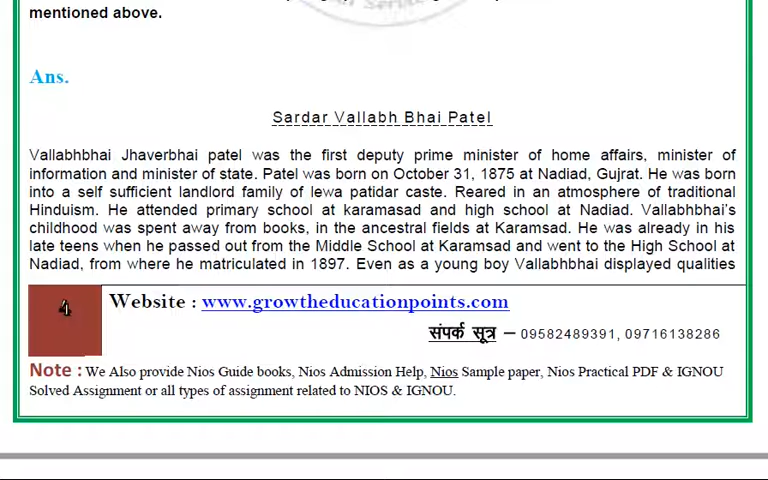 mentioned above.
Ans.
Sardar Vallabh Bhai Patel
Vallabhbhai Jhaverbhai patel was the first deputy prime minister of home affairs, minister of
information and minister of state. Patel was born on October 31, 1875 at Nadiad, Gujrat. He was born
into a self sufficient landlord family of lewa patidar caste. Reared in an atmosphere of traditional
Hinduism. He attended primary school at karamasad and high school at Nadiad. Vallabhbhai's
childhood was spent away from books, in the ancestral fields at Karamsad. He was already in his
late teens when he passed out from the Middle School at Karamsad and went to the High School at
Nadiad, from where he matriculated in 1897. Even as a young boy Vallabhbhai displayed qualities
4
Website : www.growtheducationpoints.com
संपर्क सूत्र – 09582489391, 09716138286
Note : We Also provide Nios Guide books, Nios Admission Help, Nios Sample paper, Nios Practical PDF & IGNOU
Solved Assignment or all types of assignment related to NIOS & IGNOU.